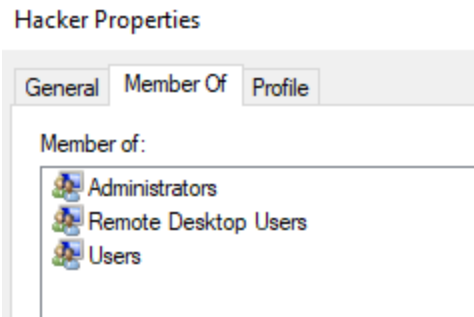 Hacker Properties
General Member Of Profile
Member of:
Administrators
Remote Desktop Users
Users